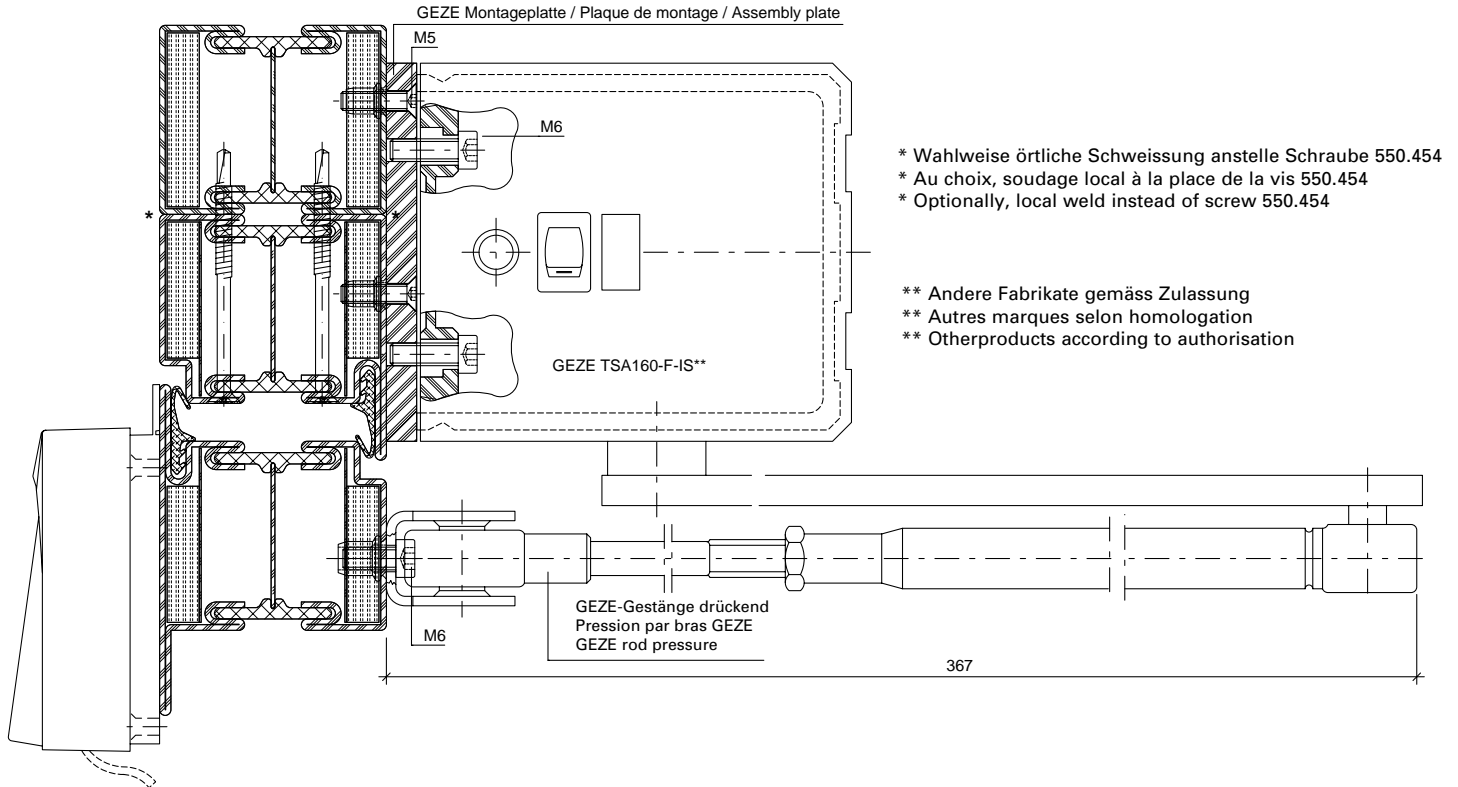 GEZE Montageplatte / Plaque de montage / Assembly plate
M5
M6
* Wahlweise örtliche Schweissung anstelle Schraube 550.454
* Au choix, soudage local à la place de la vis 550.454
* Optionally, local weld instead of screw 550.454
*
*
** Andere Fabrikate gemäss Zulassung
** Autres marques selon homologation
** Otherproducts according to authorisation
GEZE TSA160-F-IS**
GEZE-Gestänge drückend
Pression par bras GEZE
GEZE rod pressure
M6
367